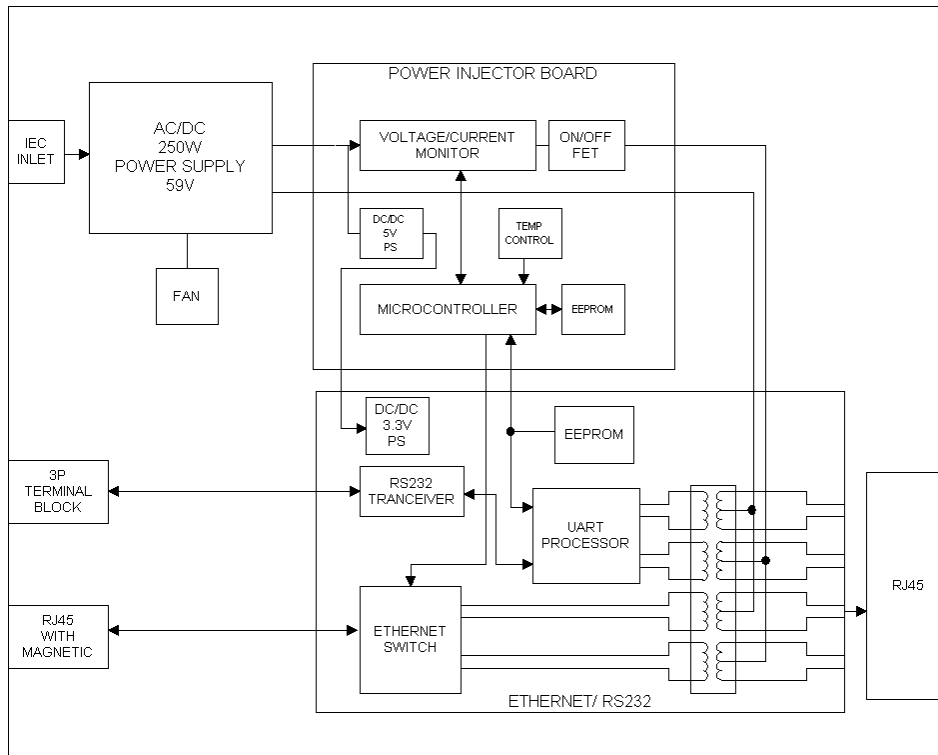 POWER INJECTOR BOARD
IEC
INLET
AC/DC
250W
POWER SUPPLY
59V
VOLTAGE/CURRENT
MONITOR
ON/OFF
FET
DC/DC
5V
PS
TEMP
CONTROL
FAN
MICROCONTROLLER
EEPROM
DC/DC
3.3V
PS
EEPROM
3P
TERMINAL
BLOCK
RS232
TRANCEIVER
UART
PROCESSOR
RJ45
RJ45
WITH
MAGNETIC
ETHERNET
SWITCH
ETHERNET/ RS232